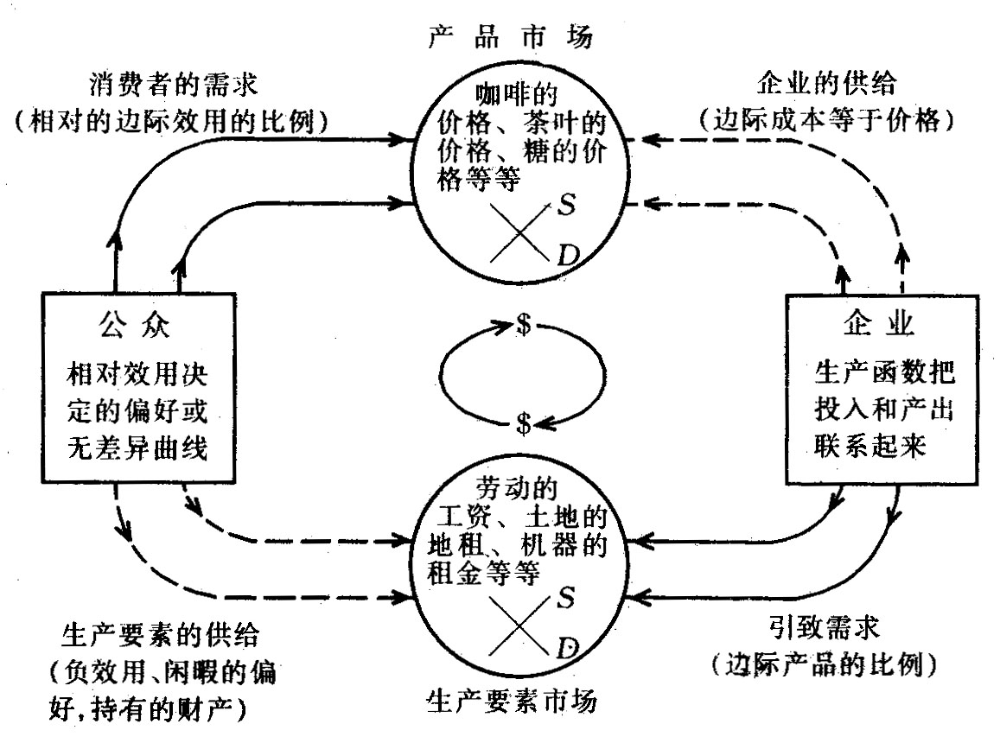 产品市场
消费者的需求
(相对的边际效用的比例)
咖啡的
价格、茶叶的
价格、糖的价
格等等
S
D
企业的供给
(边际成本等于价格)
公众
相对效用决
定的偏好或
无差异曲线
$
$
企业
生产函数把
投入和产出
联系起来
劳动的
工资、土地的
地租、机器的
租金等等
S
D
生产要素的供给
(负效用、闲暇的偏
好,持有的财产)
生产要素市场
引致需求
(边际产品的比例)